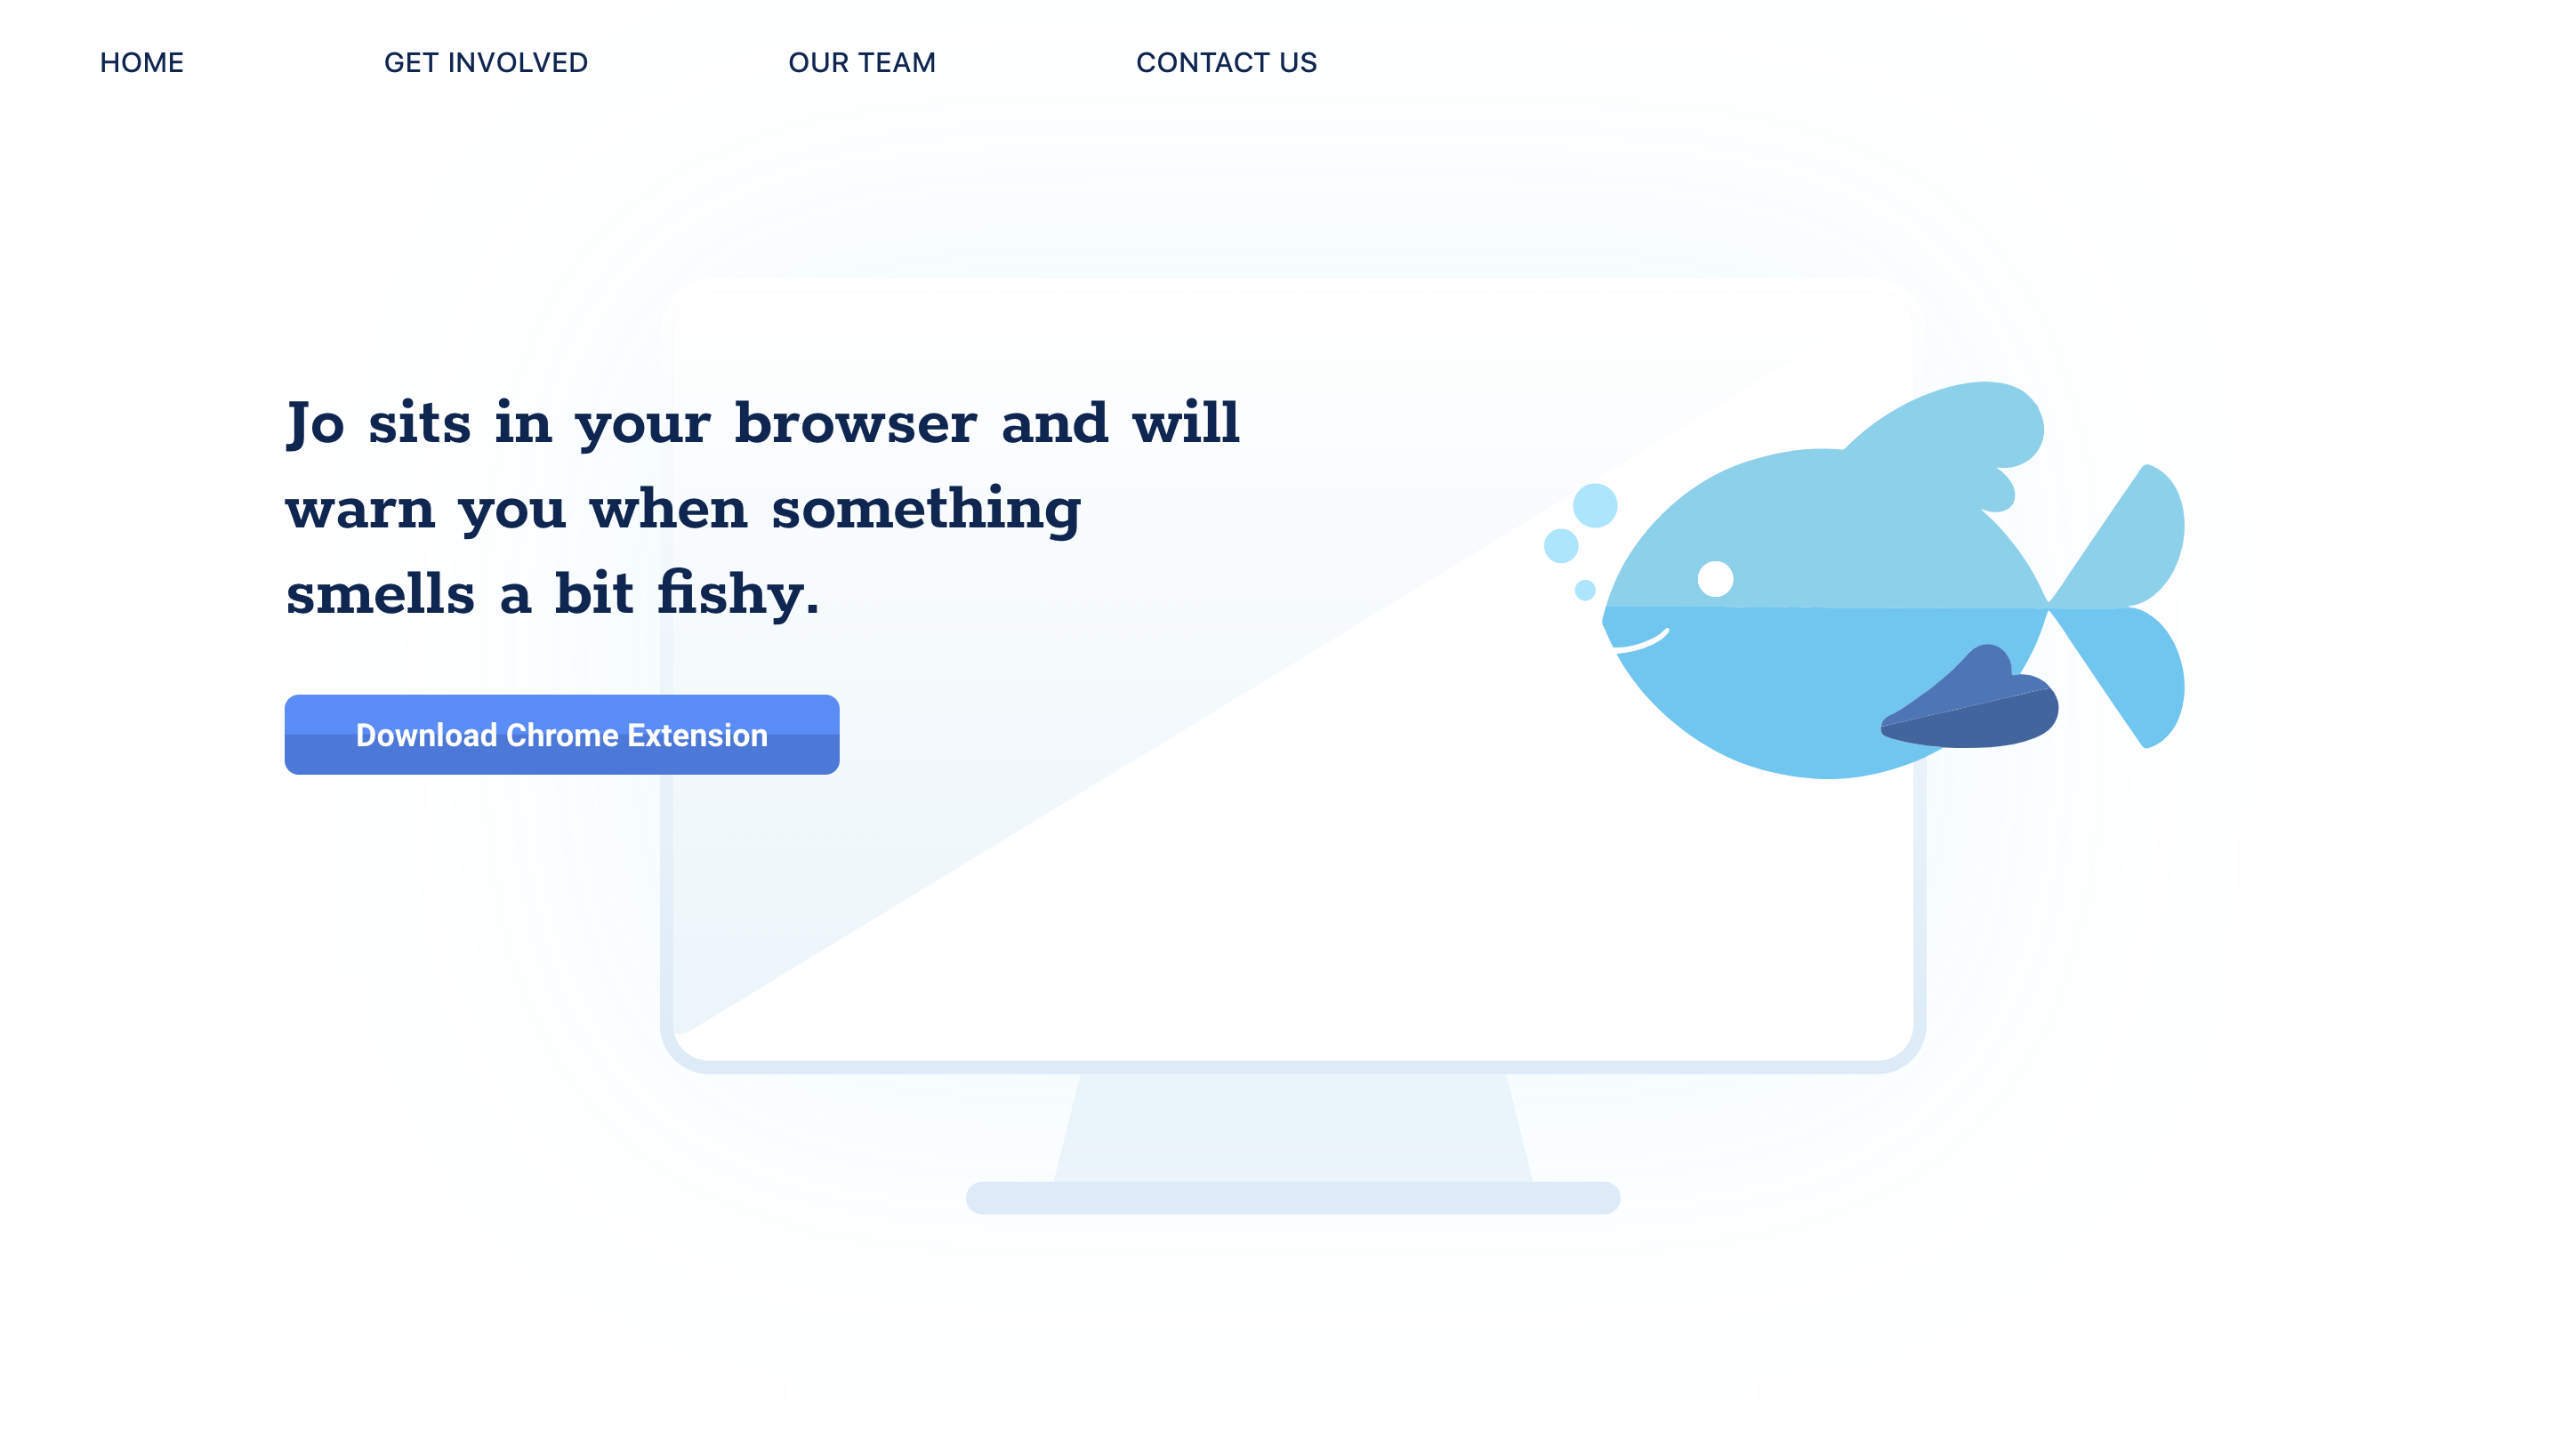 HOME
GET INVOLVED
OUR TEAM
CONTACT US
Jo sits in your browser and will
warn you when something
smells a bit fishy.
Download Chrome Extension